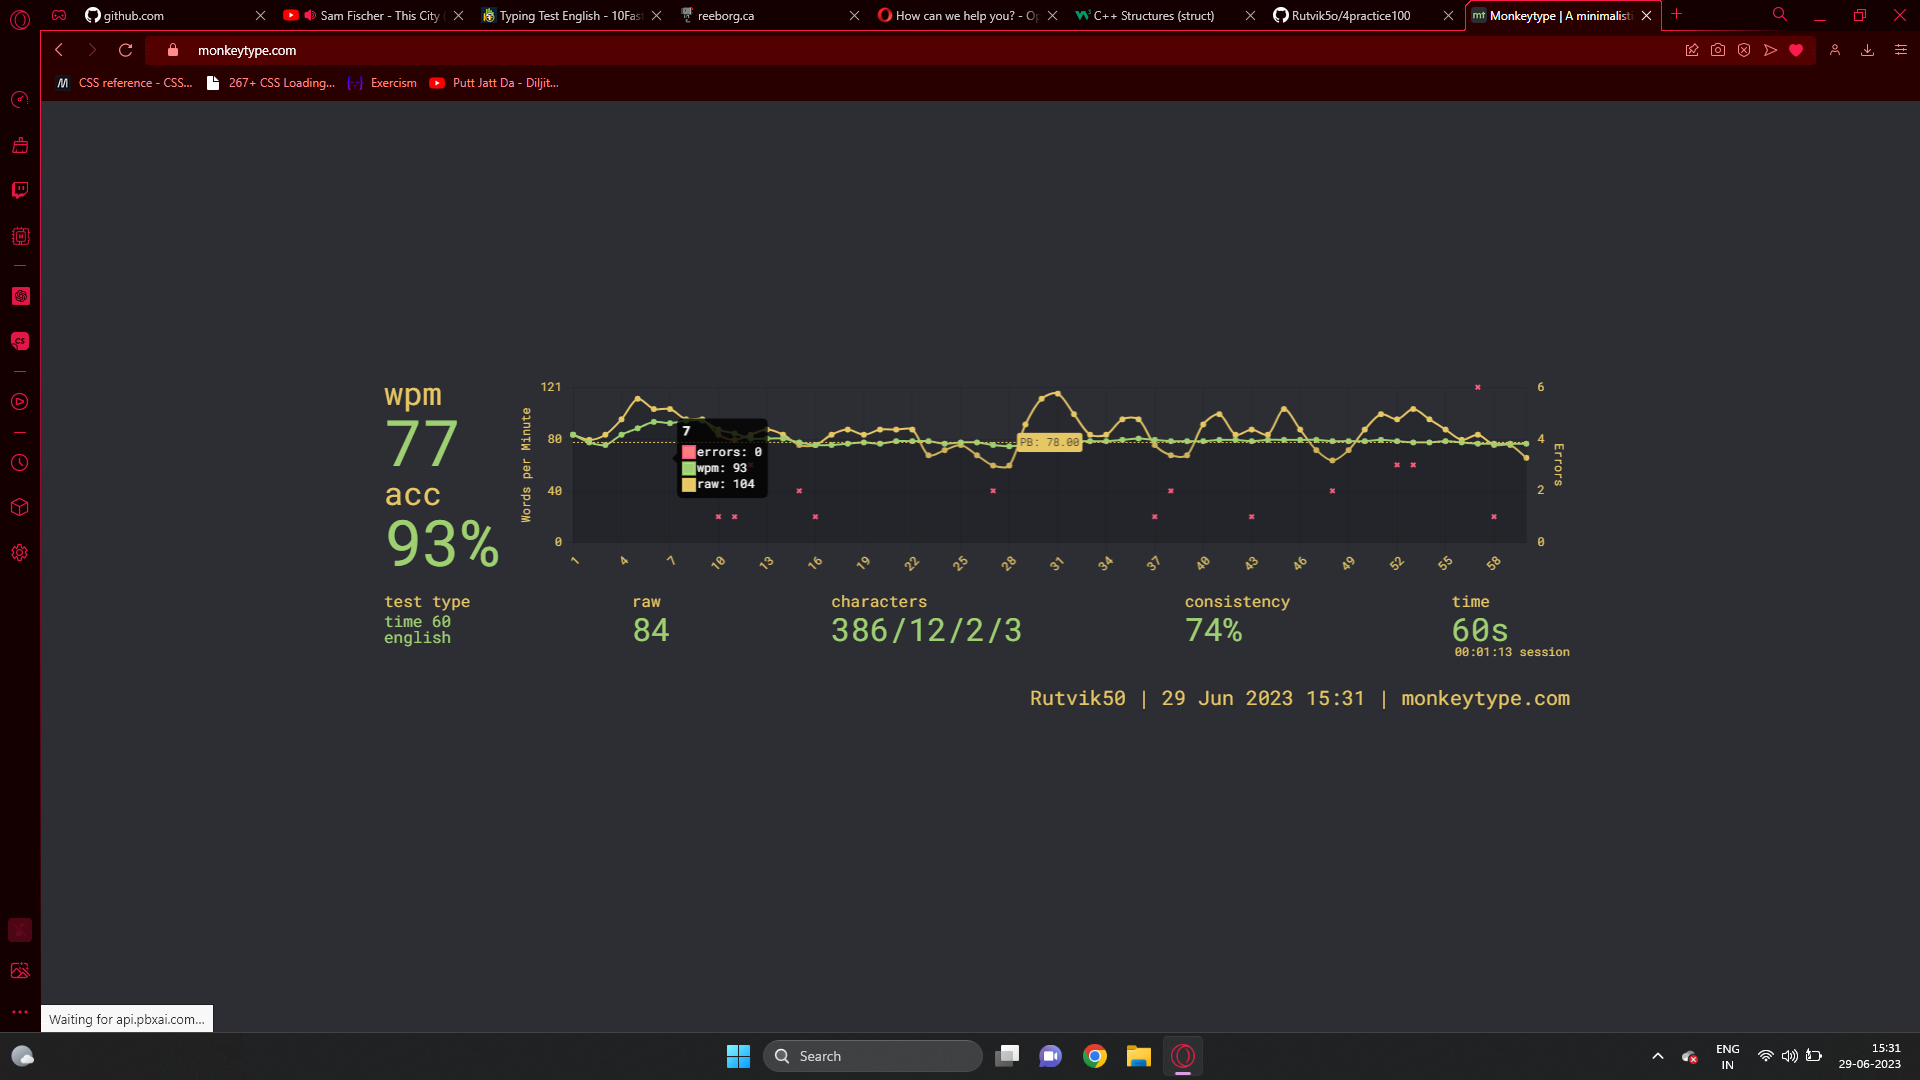 github.com
Sam Fischer - This City (
Typing Test English - 10Fas
reeborg.ca
How can we help you? - Op
C++ Structures (struct)
Rutvik5o/4practice100
mt Monkeytype | A minimalisti
monkeytype.com
CSS reference - CSS...
267+ CSS Loading...
Exercism
Putt Jatt Da - Diljit...
wpm
77
acc
93%
Words per Minute
121
80
40
0
7
errors: 0
wpm: 93
raw: 104
PB: 78.00
6
4
2
0
Errors
1 4 7 10 13 16 19 22 25 28 31 34 37 40 43 46 49 52 55 58
test type
time 60
english
raw
84
characters
386/12/2/3
consistency
74%
time
60s
00:01:13 session
Rutvik50 | 29 Jun 2023 15:31 | monkeytype.com
Waiting for api.pbxai.com...
Search
ENG
IN
15:31
29-06-2023